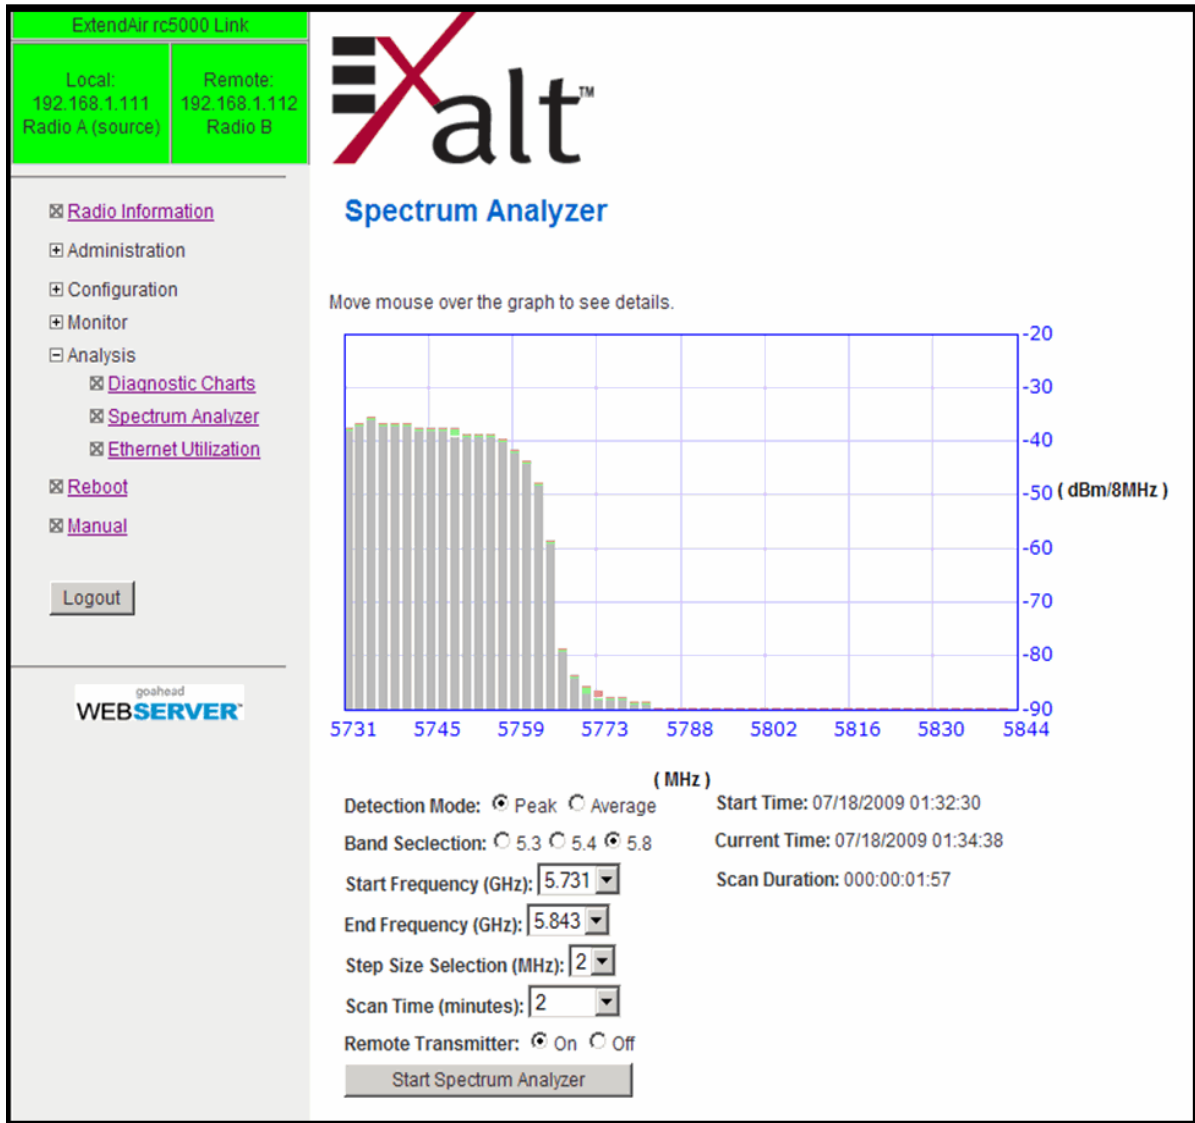 ExtendAir rc5000 Link
Local:
192.168.1.111
Radio A (source)
Remote:
192.168.1.112
Radio B
Exalt™
Radio Information
Administration
Configuration
Monitor
Analysis
Diagnostic Charts
Spectrum Analyzer
Ethernet Utilization
Reboot
Manual
Logout
goahead
WEBSERVER™
Spectrum Analyzer
Move mouse over the graph to see details.
-20
-30
-40
-50 ( dBm/8MHz )
-60
-70
-80
-90
5731 5745 5759 5773 5788 5802 5816 5830 5844
( MHz )
Detection Mode: Peak Average
Start Time: 07/18/2009 01:32:30
Band Seclection: 5.3 5.4 5.8
Current Time: 07/18/2009 01:34:38
Start Frequency (GHz): 5.731
Scan Duration: 000:00:01:57
End Frequency (GHz): 5.843
Step Size Selection (MHz): 2
Scan Time (minutes): 2
Remote Transmitter: On Off
Start Spectrum Analyzer